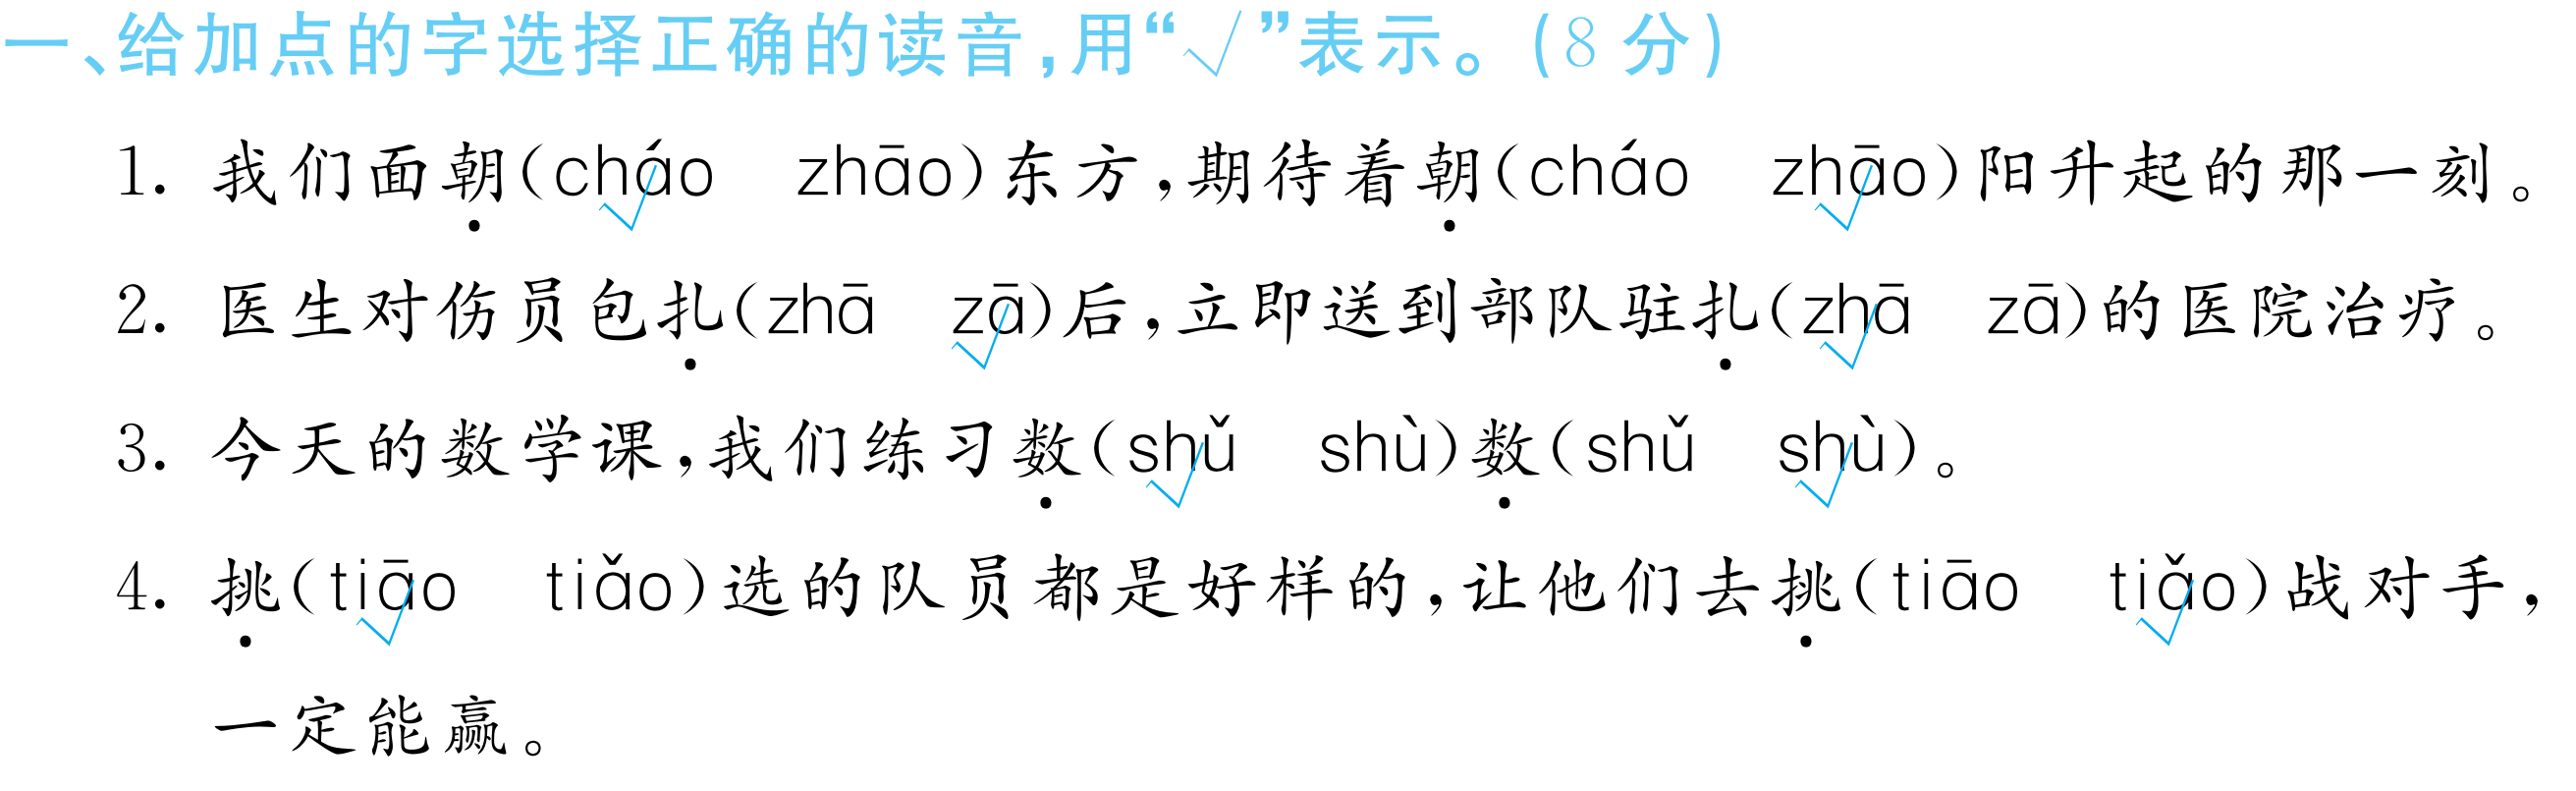 一、给加点的字选择正确的读音,用“√”表示。(8 分)
1. 我们面朝(cháo√ zhāo)东方,期待着朝(cháo zhāo√)阳升起的那一刻。
2. 医生对伤员包扎(zhā zā√)后,立即送到部队驻扎(zhā√ zā)的医院治疗。
3. 今天的数学课,我们练习数(shǔ√ shù)数(shǔ shù√)。
4. 挑(tiāo√ tiǎo)选的队员都是好样的,让他们去挑(tiāo tiǎo√)战对手,
一定能赢。